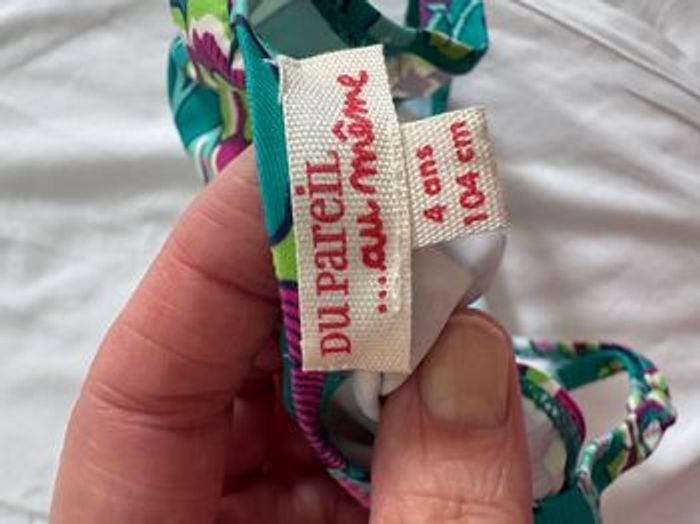 DU PAREIL
...au même
4 ans
104 cm